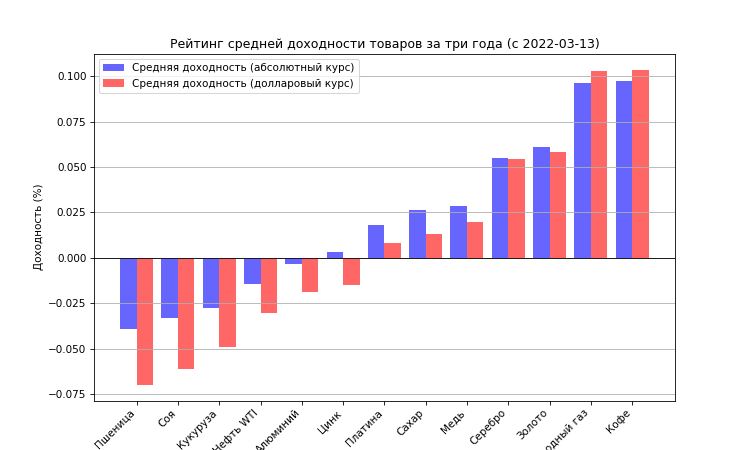 Рейтинг средней доходности товаров за три года (с 2022-03-13)
Средняя доходность (абсолютный курс)
Средняя доходность (долларовый курс)
Доходность (%)
0.100
0.075
0.050
0.025
0.000
−0.025
−0.050
−0.075
Пшеница
Соя
Кукуруза
Нефть WTI
Алюминий
Цинк
Платина
Сахар
Медь
Серебро
Золото
одный газ
Кофе